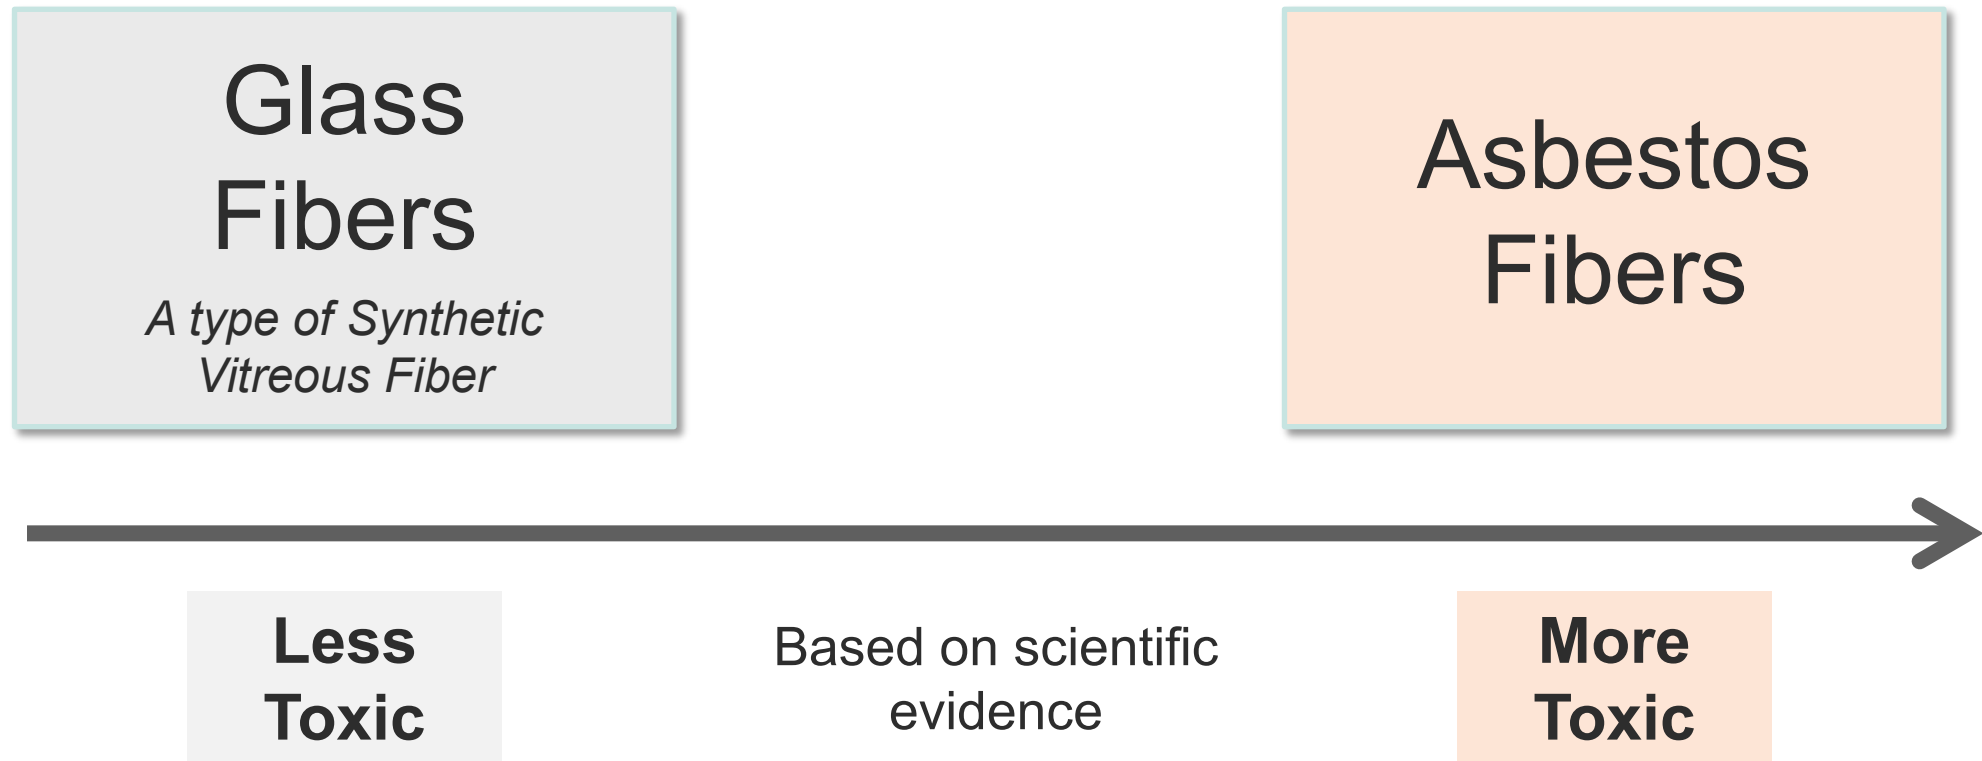 Glass
Fibers
A type of Synthetic
Vitreous Fiber
Asbestos
Fibers
Less
Toxic
Based on scientific
evidence
More
Toxic